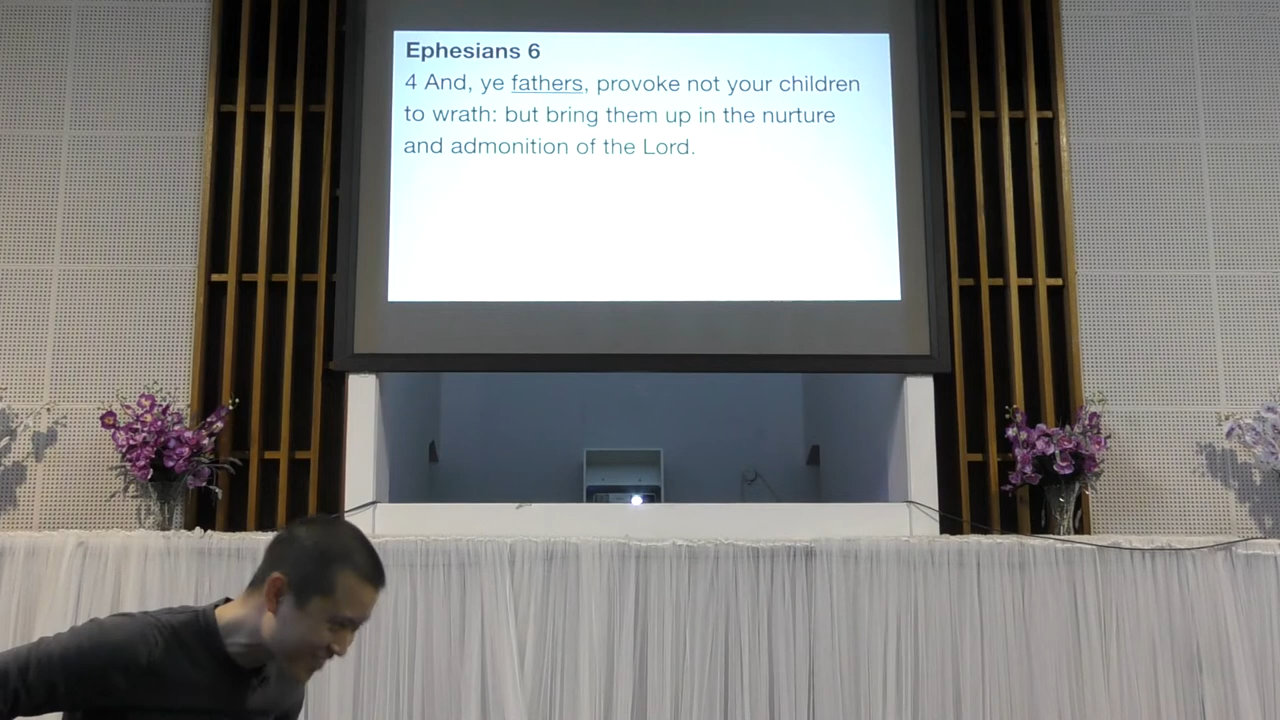 Ephesians 6
4 And, ye fathers, provoke not your children
to wrath: but bring them up in the nurture
and admonition of the Lord.